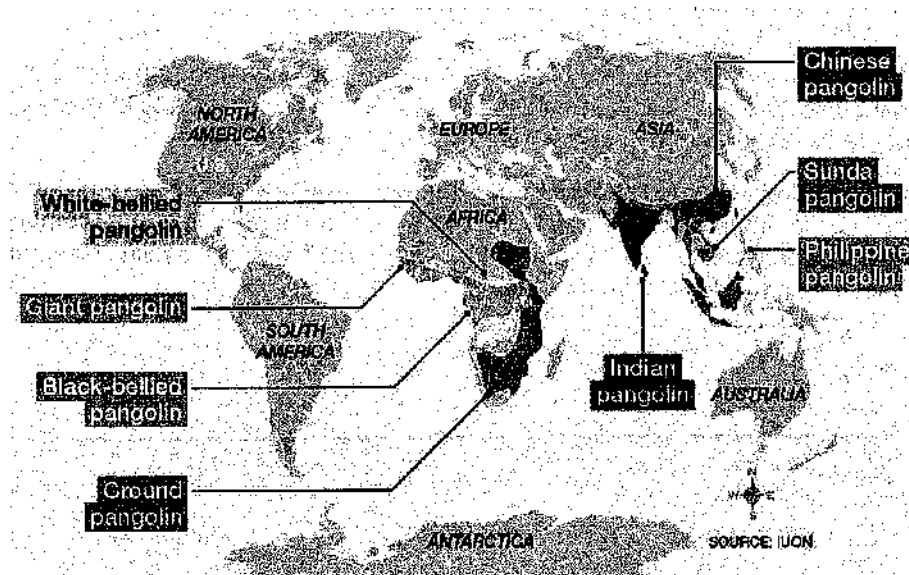 Chinese
pangolin
NORTH
AMERICA
EUROPE
ASIA
U.S.
Sunda
pangolin
White-bellied
pangolin
AFRICA
Philippine
pangolin
Giant pangolin
SOUTH
AMERICA
Indian
pangolin
Black-bellied
pangolin
AUSTRALIA
Ground
pangolin
N
W E
S
ANTARCTICA
SOURCE: IUCN